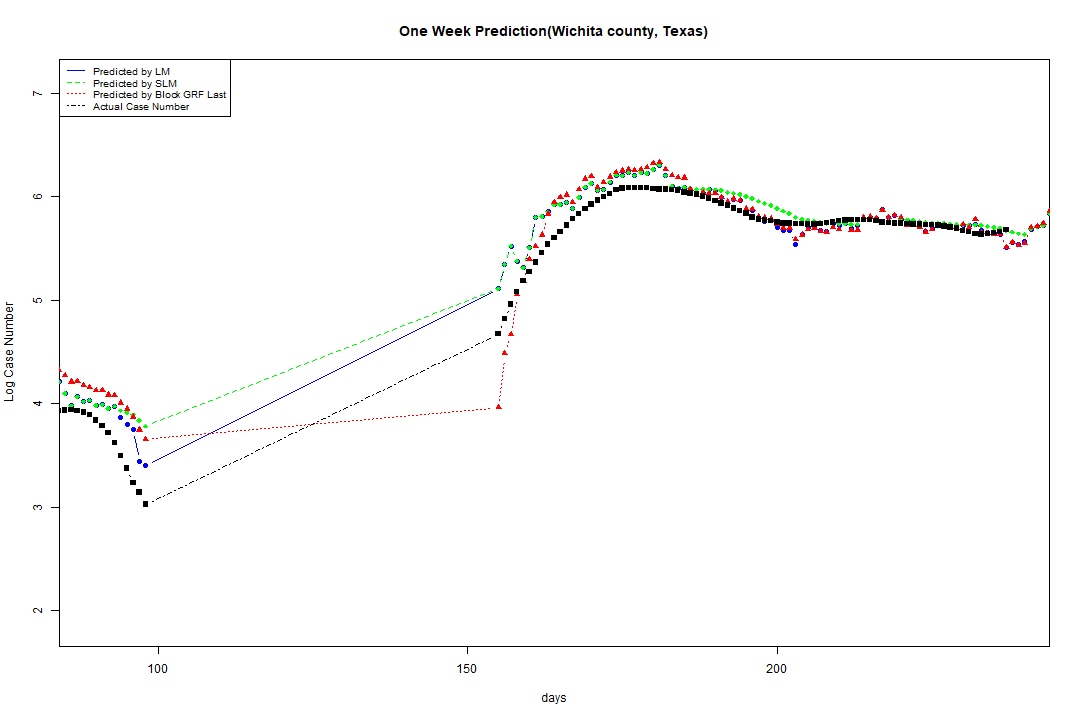 One Week Prediction(Wichita county, Texas)
Predicted by LM
Predicted by SLM
Predicted by Block GRF Last
Actual Case Number
7
6
5
4
3
2
Log Case Number
100 150 200
days